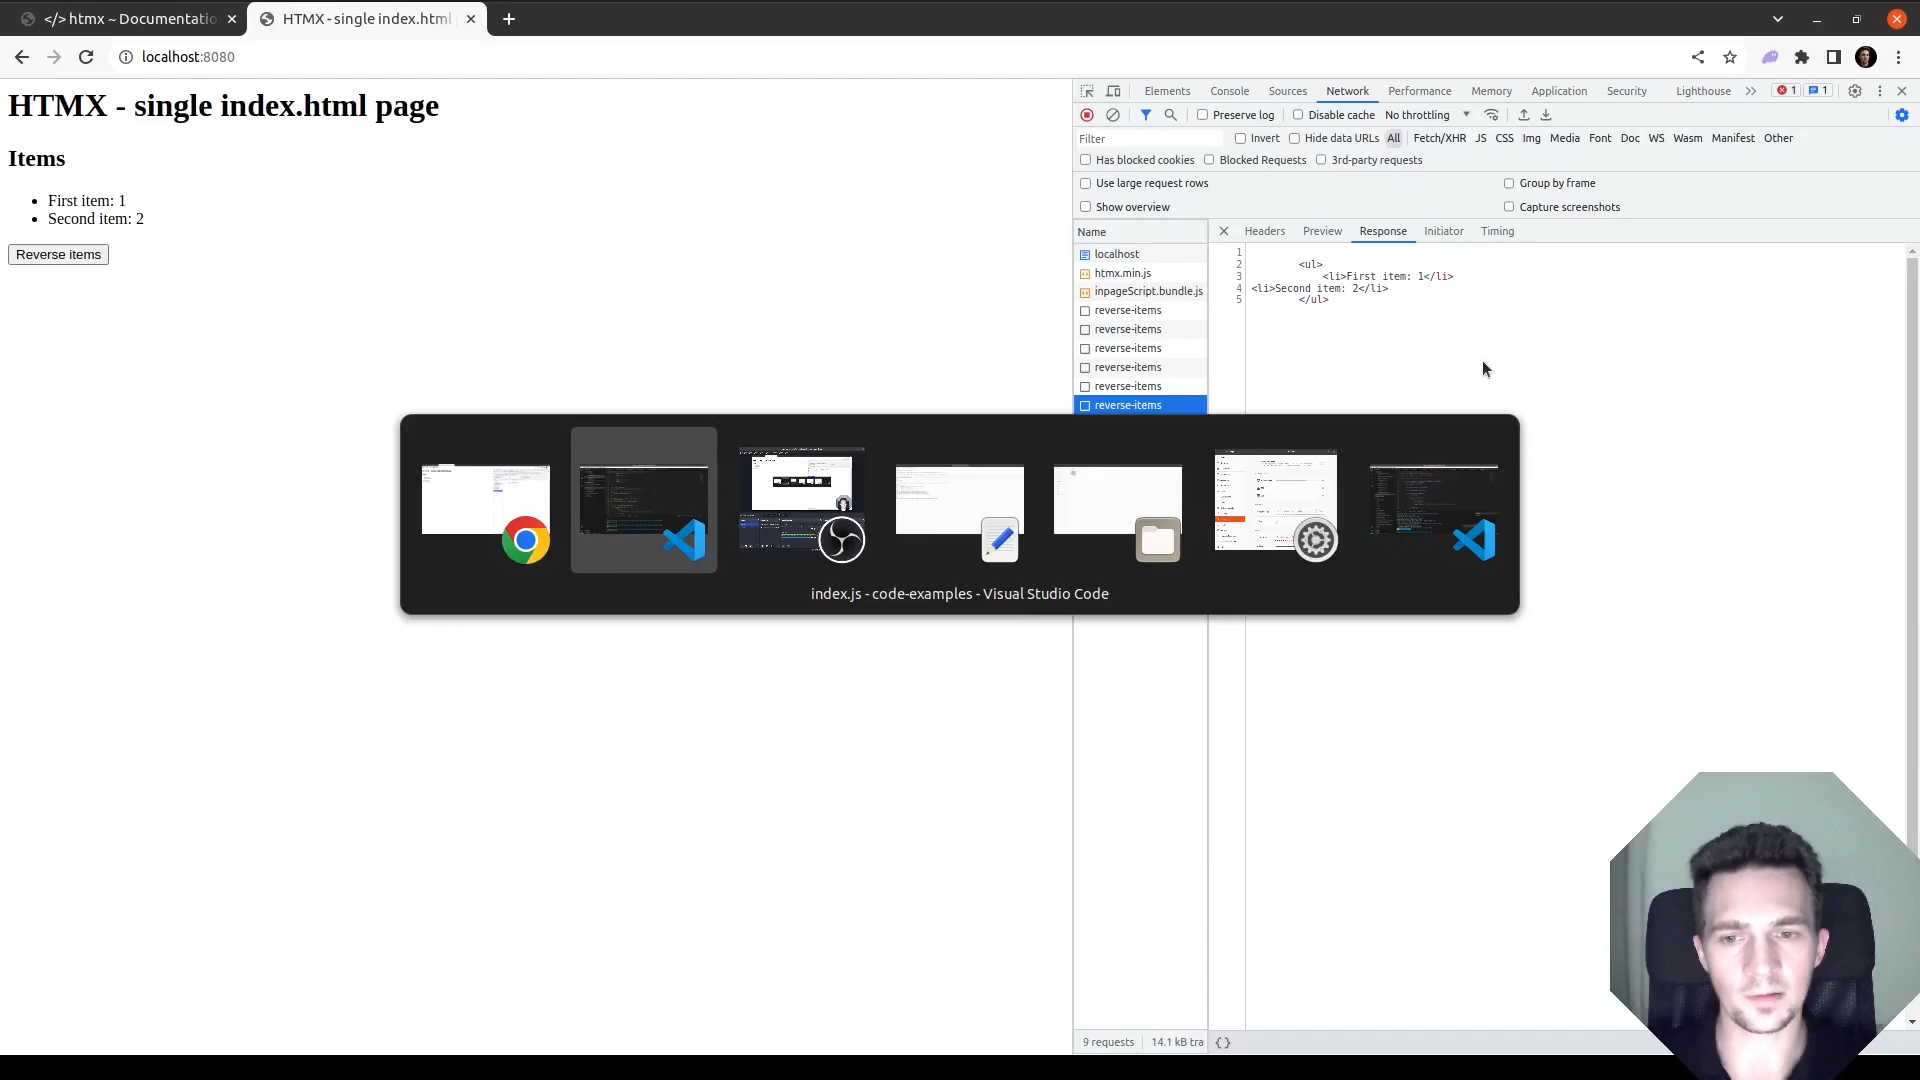 </> htmx ~ Documentatio
HTMX - single index.html
localhost:8080
HTMX - single index.html page
Items
First item: 1
Second item: 2
Reverse items
Elements Console Sources Network Performance Memory Application Security Lighthouse 1 1
Preserve log Disable cache No throttling
Filter Invert Hide data URLs All Fetch/XHR JS CSS Img Media Font Doc WS Wasm Manifest Other
Has blocked cookies Blocked Requests 3rd-party requests
Use large request rows Group by frame
Show overview Capture screenshots
Name
localhost
htmx.min.js
inpageScript.bundle.js
reverse-items
reverse-items
reverse-items
reverse-items
reverse-items
reverse-items
Headers Preview Response Initiator Timing
1
2 <ul>
3 <li>First item: 1</li>
4 <li>Second item: 2</li>
5 </ul>
index.js - code-examples - Visual Studio Code
9 requests 14.1 kB tra {}